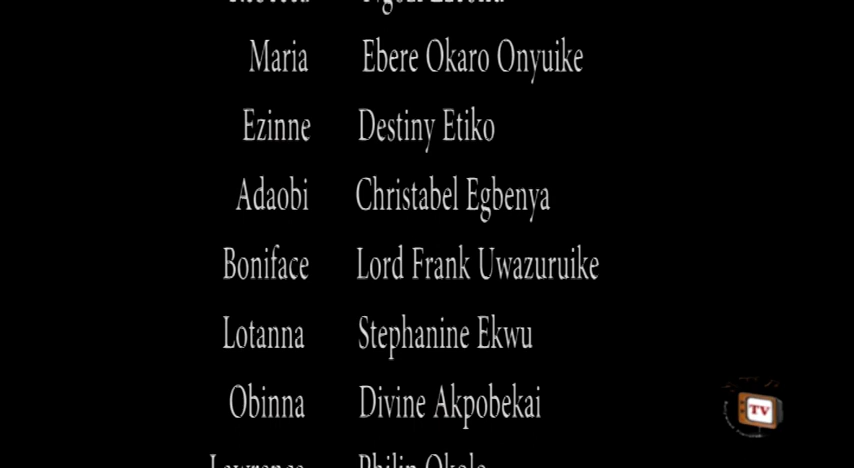 Maria Ebere Okaro Onyuike
Ezinne Destiny Etiko
Adaobi Christabel Egbenya
Boniface Lord Frank Uwazuruike
Lotanna Stephanine Ekwu
Obinna Divine Akpobekai
TV